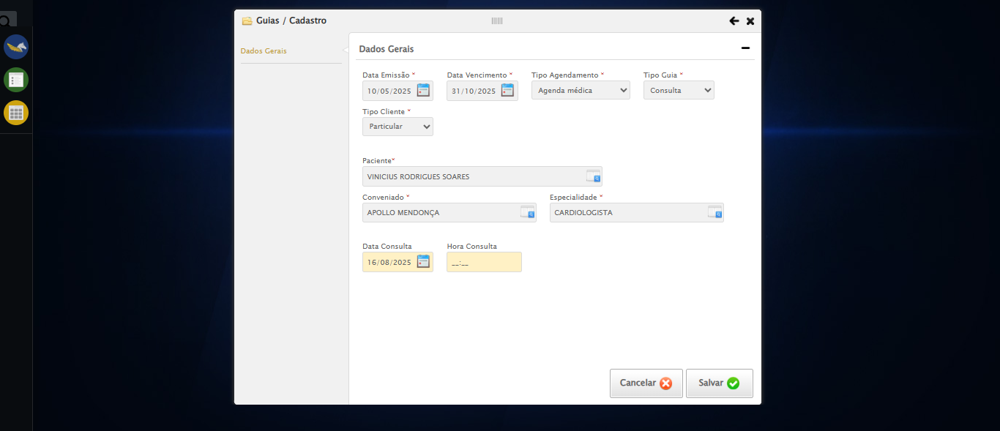 Guias / Cadastro
Dados Gerais
Dados Gerais
Data Emissão * Data Vencimento * Tipo Agendamento * Tipo Guia *
10/05/2025 31/10/2025 Agenda médica Consulta
Tipo Cliente *
Particular
Paciente*
VINICIUS RODRIGUES SOARES
Conveniado * Especialidade *
APOLLO MENDONÇA CARDIOLOGISTA
Data Consulta Hora Consulta
16/08/2025 __:__
Cancelar Salvar